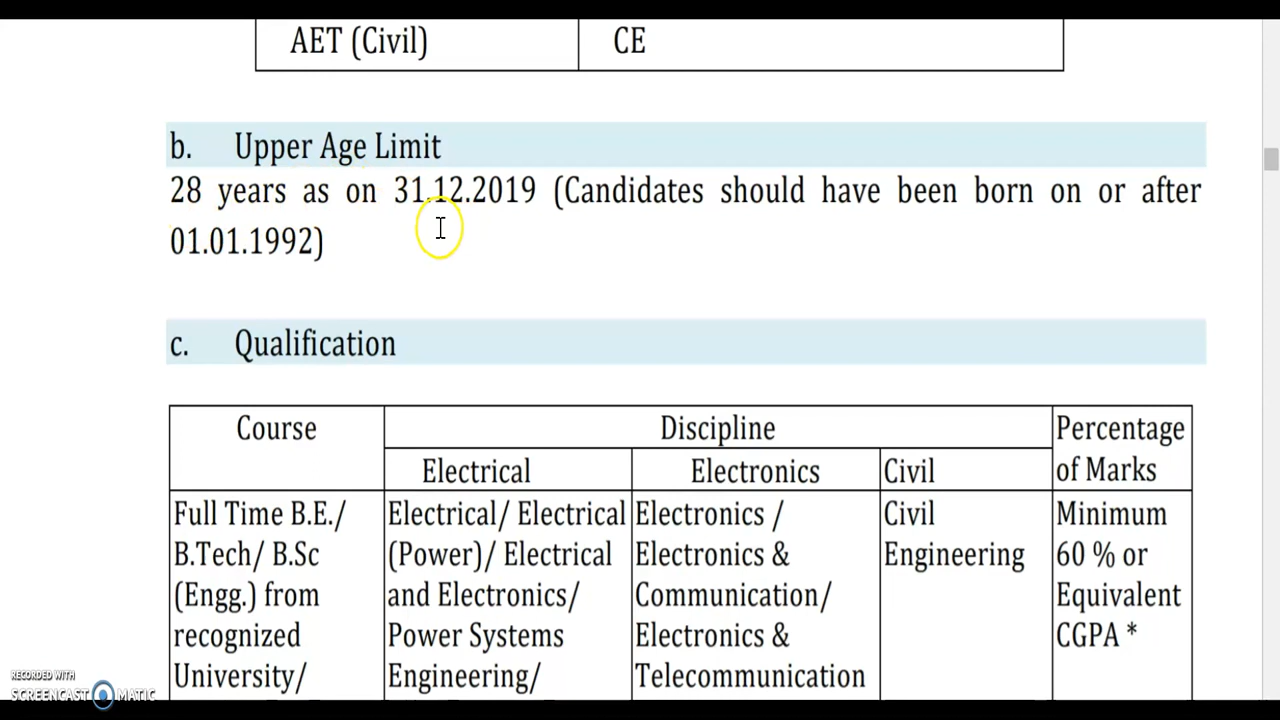 AET (Civil) CE
b. Upper Age Limit
28 years as on 31.12.2019 (Candidates should have been born on or after
01.01.1992)
c. Qualification
Course Discipline Percentage of Marks
Electrical Electronics Civil
Full Time B.E./ Electrical/ Electrical Electronics / Civil Minimum
B.Tech/ B.Sc (Power)/ Electrical Electronics & Engineering 60 % or
(Engg.) from and Electronics/ Communication/ Equivalent
recognized Power Systems Electronics & CGPA *
University/ Engineering/ Telecommunication
RECORDED WITH
SCREENCAST MATIC